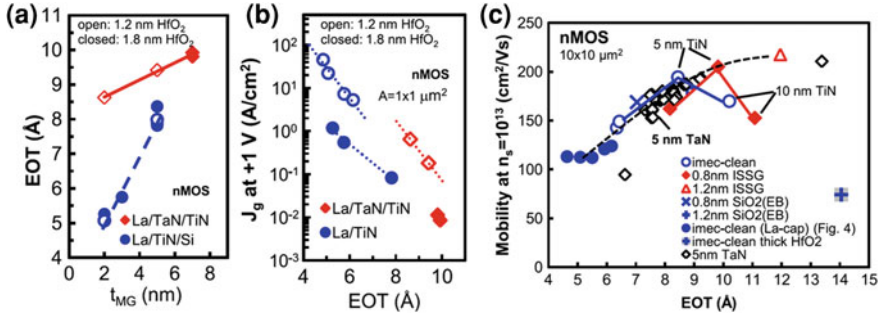 (a)
open: 1.2 nm HfO2
closed: 1.8 nm HfO2
11
10
9
8
7
6
5
4
EOT (Å)
nMOS
La/TaN/TiN
La/TiN/Si
0 2 4 6 8
tMG (nm)
(b)
open: 1.2 nm HfO2
closed: 1.8 nm HfO2
nMOS
A=1x1 μm2
10^2
10^1
10^0
10^-1
10^-2
10^-3
Jg at +1 V (A/cm2)
La/TaN/TiN
La/TiN
4 6 8 10
EOT (Å)
(c)
nMOS
10x10 μm2
5 nm TiN
10 nm TiN
5 nm TaN
250
200
150
100
50
0
Mobility at ns=10^13 (cm2/Vs)
imec-clean
0.8nm ISSG
1.2nm ISSG
0.8nm SiO2(EB)
1.2nm SiO2(EB)
imec-clean (La-cap) (Fig. 4)
imec-clean thick HfO2
5nm TaN
4 5 6 7 8 9 10 11 12 13 14
EOT (Å)